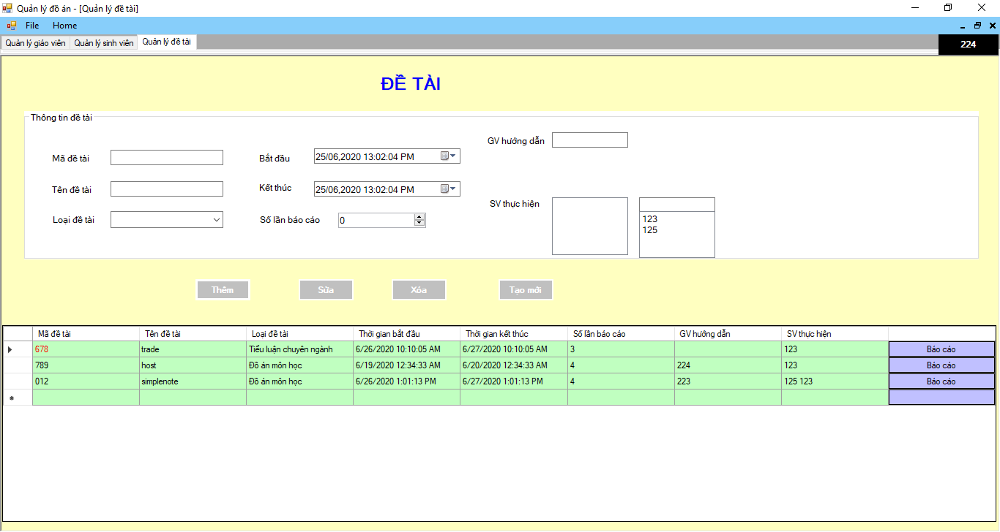 Quản lý đồ án - [Quản lý đề tài]
File Home
Quản lý giáo viên Quản lý sinh viên Quản lý đề tài 224
ĐỀ TÀI
Thông tin đề tài
Mã đề tài Bắt đầu 25/06,2020 13:02:04 PM GV hướng dẫn
Tên đề tài Kết thúc 25/06,2020 13:02:04 PM
Loại đề tài Số lần báo cáo 0 SV thực hiện
123
125
Thêm Sửa Xóa Tạo mới
Mã đề tài Tên đề tài Loại đề tài Thời gian bắt đầu Thời gian kết thúc Số lần báo cáo GV hướng dẫn SV thực hiện
678 trade Tiểu luận chuyên ngành 6/26/2020 10:10:05 AM 6/27/2020 10:10:05 AM 3 123 Báo cáo
789 host Đồ án môn học 6/19/2020 12:34:33 AM 6/20/2020 12:34:33 AM 4 224 123 Báo cáo
012 simplenote Đồ án môn học 6/26/2020 1:01:13 PM 6/27/2020 1:01:13 PM 4 223 125 123 Báo cáo